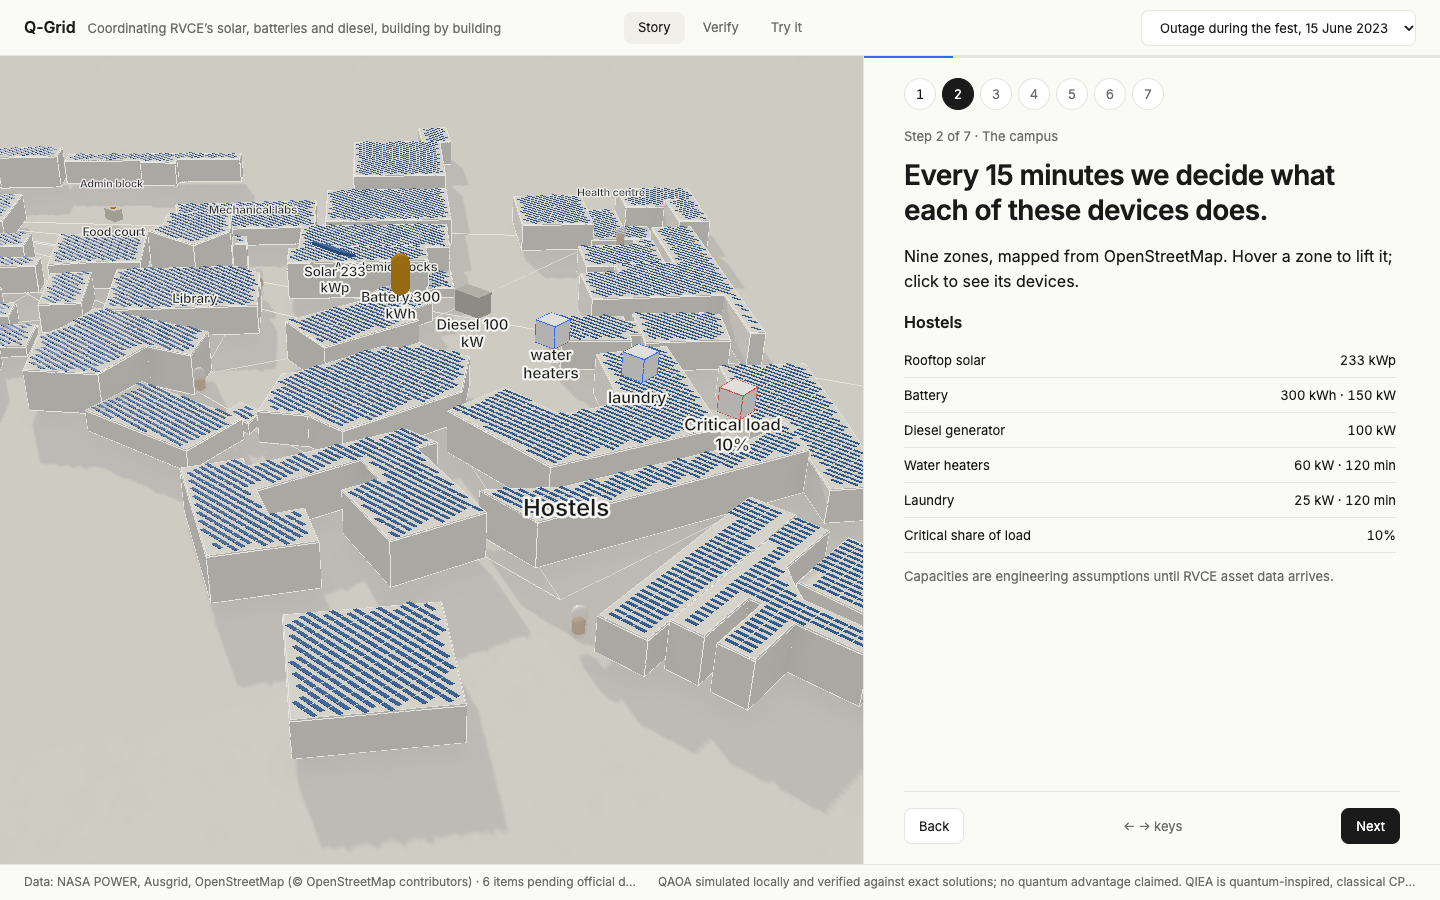 Q-Grid Coordinating RVCE's solar, batteries and diesel, building by building
Story Verify Try it
Outage during the fest, 15 June 2023
Admin block
Food court
Mechanical labs
Health centre
Library
Solar 233
kWp
Battery 300
kWh
Diesel 100
kW
water
heaters
laundry
Critical load
10%
Hostels
1 2 3 4 5 6 7
Step 2 of 7 · The campus
Every 15 minutes we decide what
each of these devices does.
Nine zones, mapped from OpenStreetMap. Hover a zone to lift it;
click to see its devices.
Hostels
Rooftop solar 233 kWp
Battery 300 kWh · 150 kW
Diesel generator 100 kW
Water heaters 60 kW · 120 min
Laundry 25 kW · 120 min
Critical share of load 10%
Capacities are engineering assumptions until RVCE asset data arrives.
Back ← → keys Next
Data: NASA POWER, Ausgrid, OpenStreetMap (© OpenStreetMap contributors) · 6 items pending official d...
QAOA simulated locally and verified against exact solutions; no quantum advantage claimed. QIEA is quantum-inspired, classical CP...